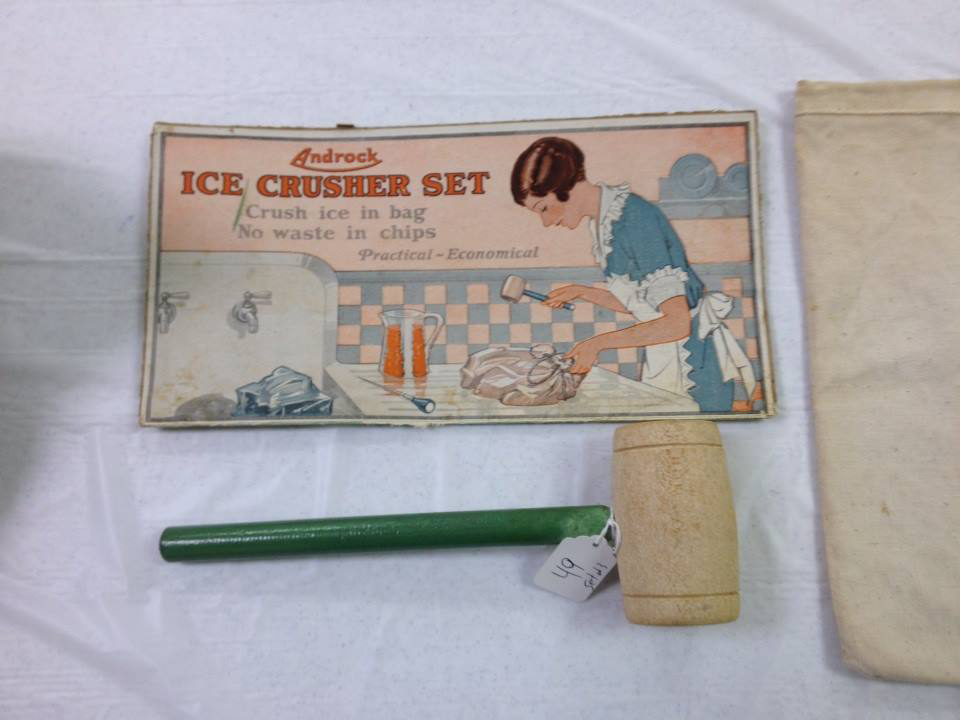 Androck
ICE CRUSHER SET
Crush ice in bag
No waste in chips
Practical - Economical
49